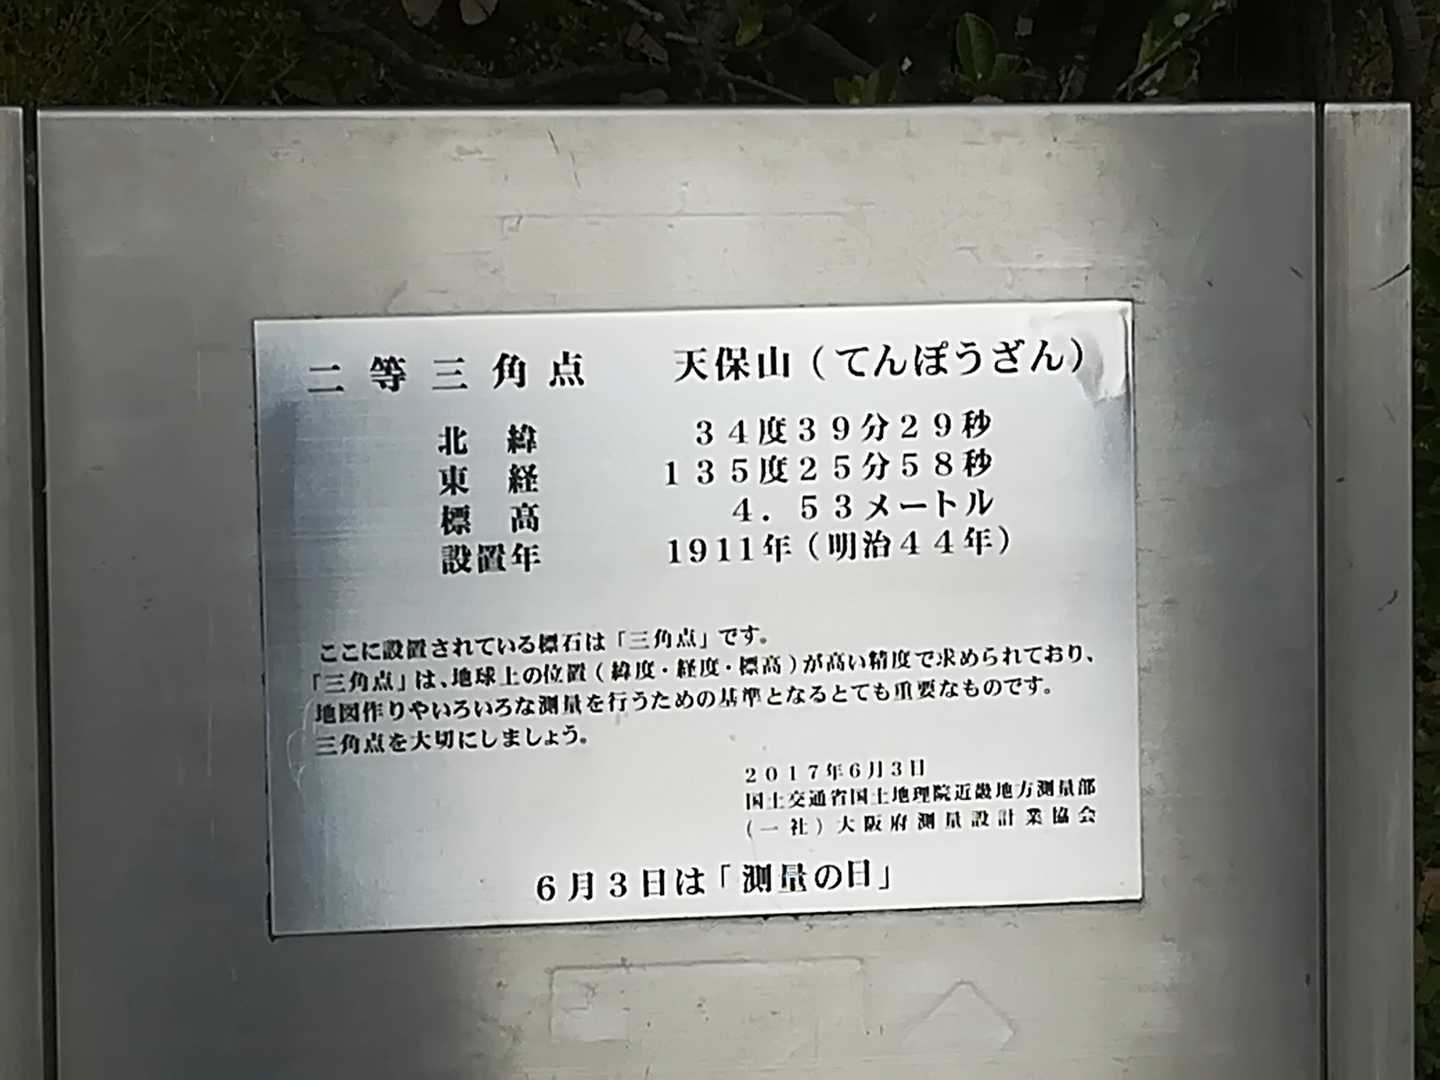 二等三角点　天保山（てんぽうざん）
北緯　３４度３９分２９秒
東経　１３５度２５分５８秒
標高　４．５３メートル
設置年　１９１１年（明治４４年）
ここに設置されている標石は「三角点」です。
「三角点」は、地球上の位置（緯度・経度・標高）が高い精度で求められており、
地図作りやいろいろな測量を行うための基準となるとても重要なものです。
三角点を大切にしましょう。
２０１７年６月３日
国土交通省国土地理院近畿地方測量部
（一社）大阪府測量設計業協会
６月３日は「測量の日」